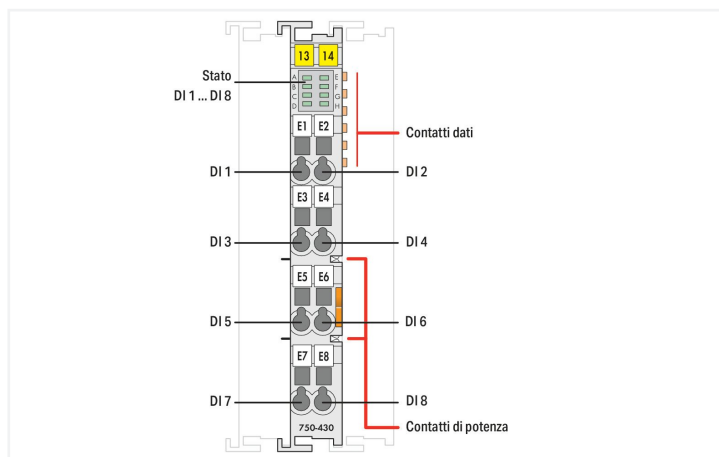 13 14
Stato
DI 1 ... DI 8
A E
B F
C G
D H
E1 E2
Contatti dati
DI 1 DI 2
E3 E4
DI 3 DI 4
E5 E6
DI 5 DI 6
E7 E8
DI 7 DI 8
750-430
Contatti di potenza